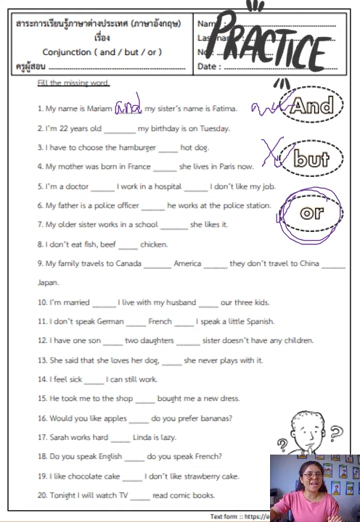 สาระการเรียนรู้ภาษาต่างประเทศ (ภาษาอังกฤษ)
เรื่อง
Conjunction ( and / but / or )
ครูผู้สอน
Name :
No :
Date :
PRACTICE
Fill the missing word.
And
but
or
1. My name is Mariam and my sister's name is Fatima.
2. I'm 22 years old ________ my birthday is on Tuesday.
3. I have to choose the hamburger _____ hot dog.
4. My mother was born in France ______ she lives in Paris now.
5. I'm a doctor ______ I work in a hospital _____ I don't like my job.
6. My father is a police officer _____ he works at the police station.
7. My older sister works in a school _______ she likes it.
8. I don't eat fish, beef _____ chicken.
9. My family travels to Canada _______ America ______ they don't travel to China ______
Japan.
10. I'm married ______ I live with my husband _____ our three kids.
11. I don't speak German _____ French _____ I speak a little Spanish.
12. I have one son _____ two daughters ______ sister doesn't have any children.
13. She said that she loves her dog, _____ she never plays with it.
14. I feel sick _____ I can still work.
15. He took me to the shop _____ bought me a new dress.
16. Would you like apples _____ do you prefer bananas?
17. Sarah works hard _____ Linda is lazy.
18. Do you speak English _____ do you speak French?
19. I like chocolate cake _____ I don't like strawberry cake.
20. Tonight I will watch TV _____ read comic books.
Text form :: https://e